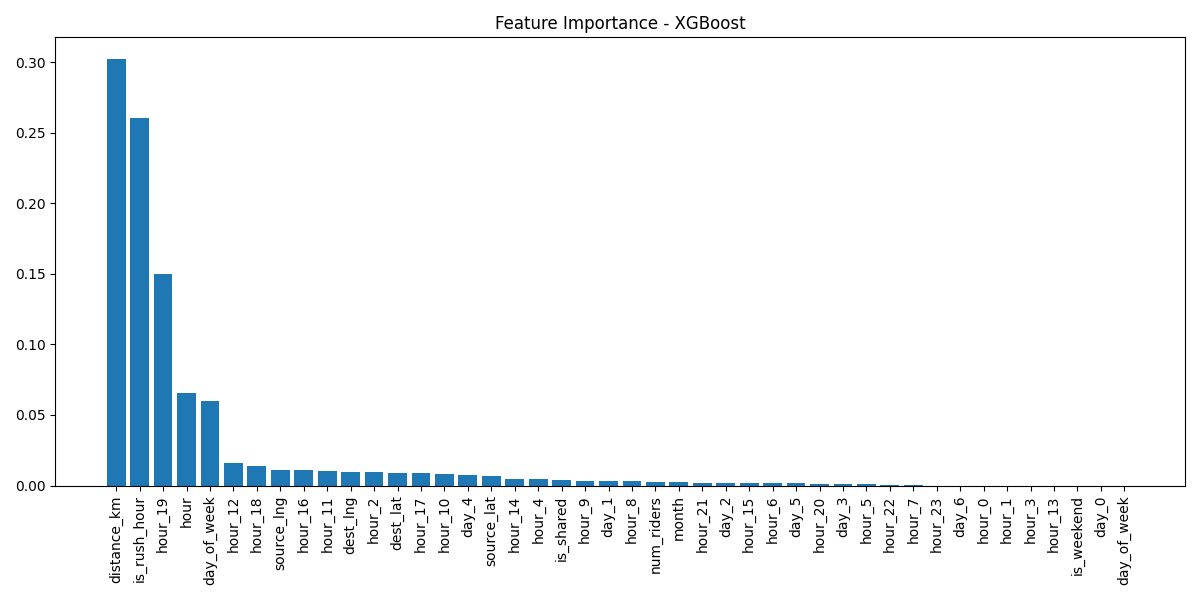 Feature Importance - XGBoost
0.30
0.25
0.20
0.15
0.10
0.05
0.00
distance_km
is_rush_hour
hour_19
hour
day_of_week
hour_12
hour_18
source_lng
hour_16
hour_11
dest_lng
hour_2
dest_lat
hour_17
hour_10
day_4
source_lat
hour_14
hour_4
is_shared
hour_9
day_1
hour_8
num_riders
month
hour_21
day_2
hour_15
hour_6
day_5
hour_20
day_3
hour_5
hour_22
hour_7
hour_23
day_6
hour_0
hour_1
hour_3
hour_13
is_weekend
day_0
day_of_week